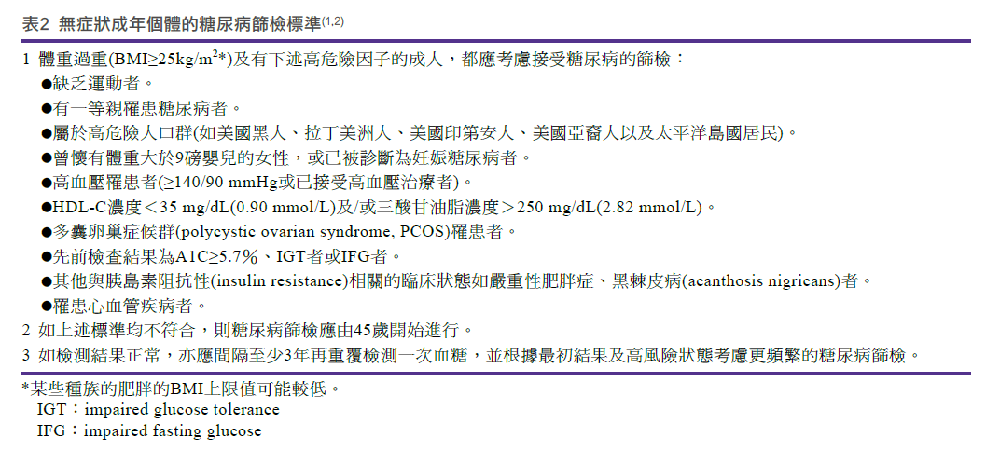 表2 無症狀成年個體的糖尿病篩檢標準(1,2)
1 體重過重(BMI≥25kg/m2*)及有下述高危險因子的成人，都應考慮接受糖尿病的篩檢：
●缺乏運動者。
●有一等親罹患糖尿病者。
●屬於高危險人口群(如美國黑人、拉丁美洲人、美國印第安人、美國亞裔人以及太平洋島國居民)。
●曾懷有體重大於9磅嬰兒的女性，或已被診斷為妊娠糖尿病者。
●高血壓罹患者(≥140/90 mmHg或已接受高血壓治療者)。
●HDL-C濃度＜35 mg/dL(0.90 mmol/L)及/或三酸甘油脂濃度＞250 mg/dL(2.82 mmol/L)。
●多囊卵巢症候群(polycystic ovarian syndrome, PCOS)罹患者。
●先前檢查結果為A1C≥5.7％、IGT者或IFG者。
●其他與胰島素阻抗性(insulin resistance)相關的臨床狀態如嚴重性肥胖症、黑棘皮病(acanthosis nigricans)者。
●罹患心血管疾病者。
2 如上述標準均不符合，則糖尿病篩檢應由45歲開始進行。
3 如檢測結果正常，亦應間隔至少3年再重覆檢測一次血糖，並根據最初結果及高風險狀態考慮更頻繁的糖尿病篩檢。
*某些種族的肥胖的BMI上限值可能較低。
IGT：impaired glucose tolerance
IFG：impaired fasting glucose